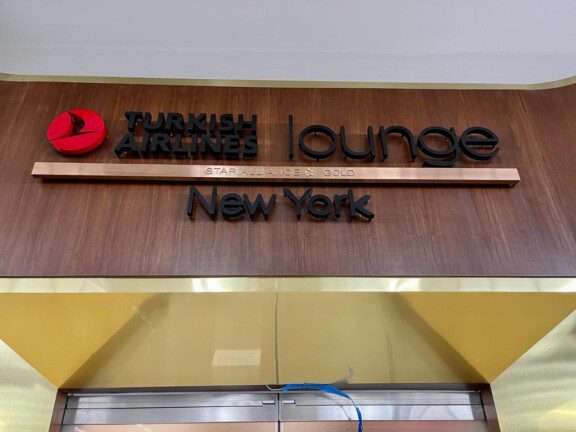 TURKISH
AIRLINES lounge
STAR ALLIANCE GOLD
New York